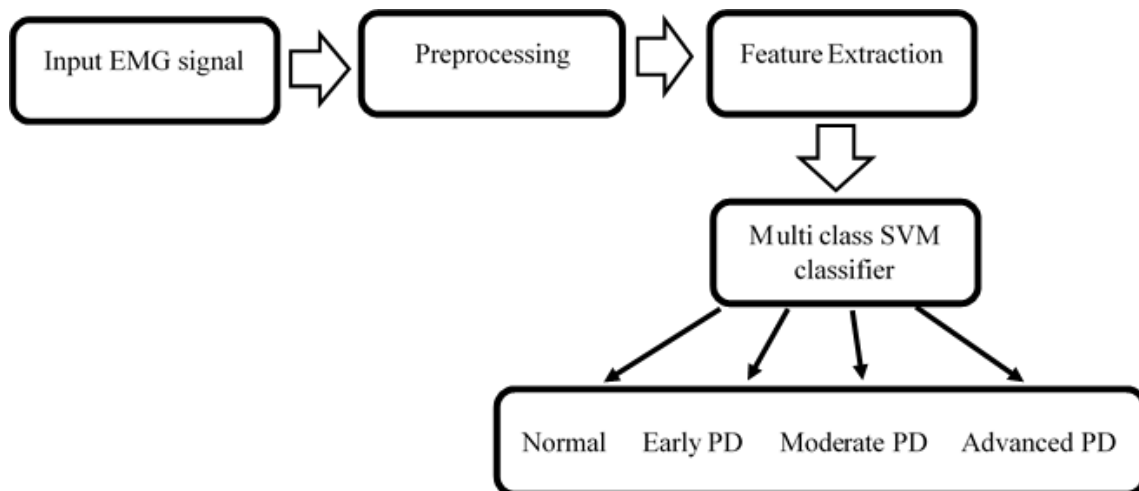 Input EMG signal
Preprocessing
Feature Extraction
Multi class SVM
classifier
Normal Early PD Moderate PD Advanced PD